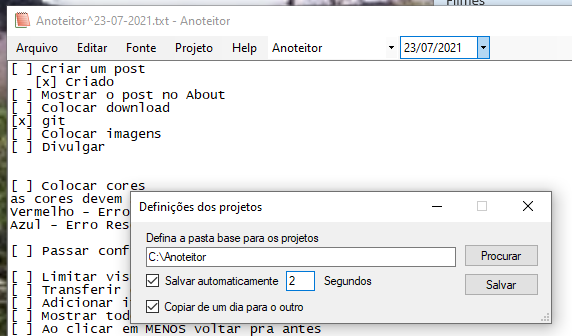 Filmes
Anoteitor^23-07-2021.txt - Anoteitor
Arquivo Editar Fonte Projeto Help Anoteitor 23/07/2021
[ ] Criar um post
[x] Criado
[ ] Mostrar o post no About
[ ] Colocar download
[x] git
[ ] Colocar imagens
[ ] Divulgar
[ ] Colocar cores
as cores devem
Vermelho - Erro
Azul - Erro Res
[ ] Passar conf
[ ] Limitar vis
[ ] Transferir
[ ] Adicionar i
[ ] Mostrar tod
[ ] Ao clicar em MENOS voltar pra antes
Definições dos projetos
Defina a pasta base para os projetos
C:\Anoteitor
Procurar
Salvar automaticamente 2 Segundos
Salvar
Copiar de um dia para o outro